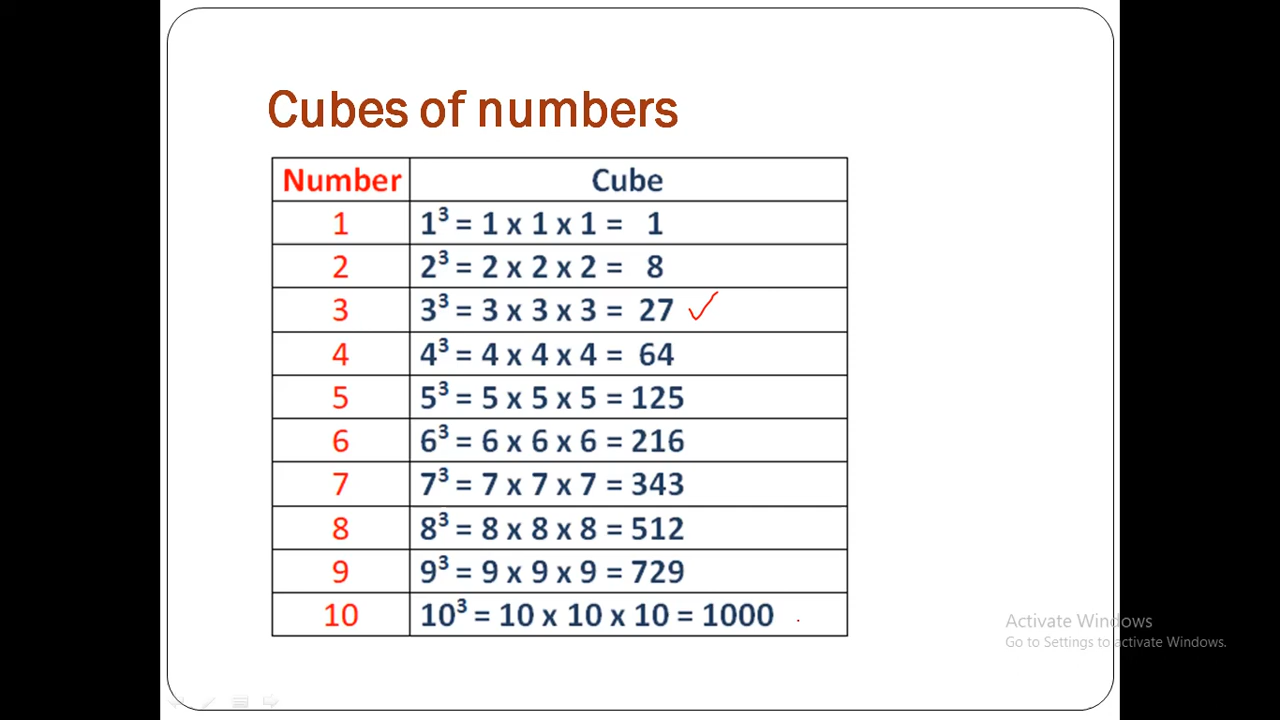 Cubes of numbers
Number Cube
1 1³ = 1 x 1 x 1 = 1
2 2³ = 2 x 2 x 2 = 8
3 3³ = 3 x 3 x 3 = 27 ✓
4 4³ = 4 x 4 x 4 = 64
5 5³ = 5 x 5 x 5 = 125
6 6³ = 6 x 6 x 6 = 216
7 7³ = 7 x 7 x 7 = 343
8 8³ = 8 x 8 x 8 = 512
9 9³ = 9 x 9 x 9 = 729
10 10³ = 10 x 10 x 10 = 1000
Activate Windows
Go to Settings to activate Windows.